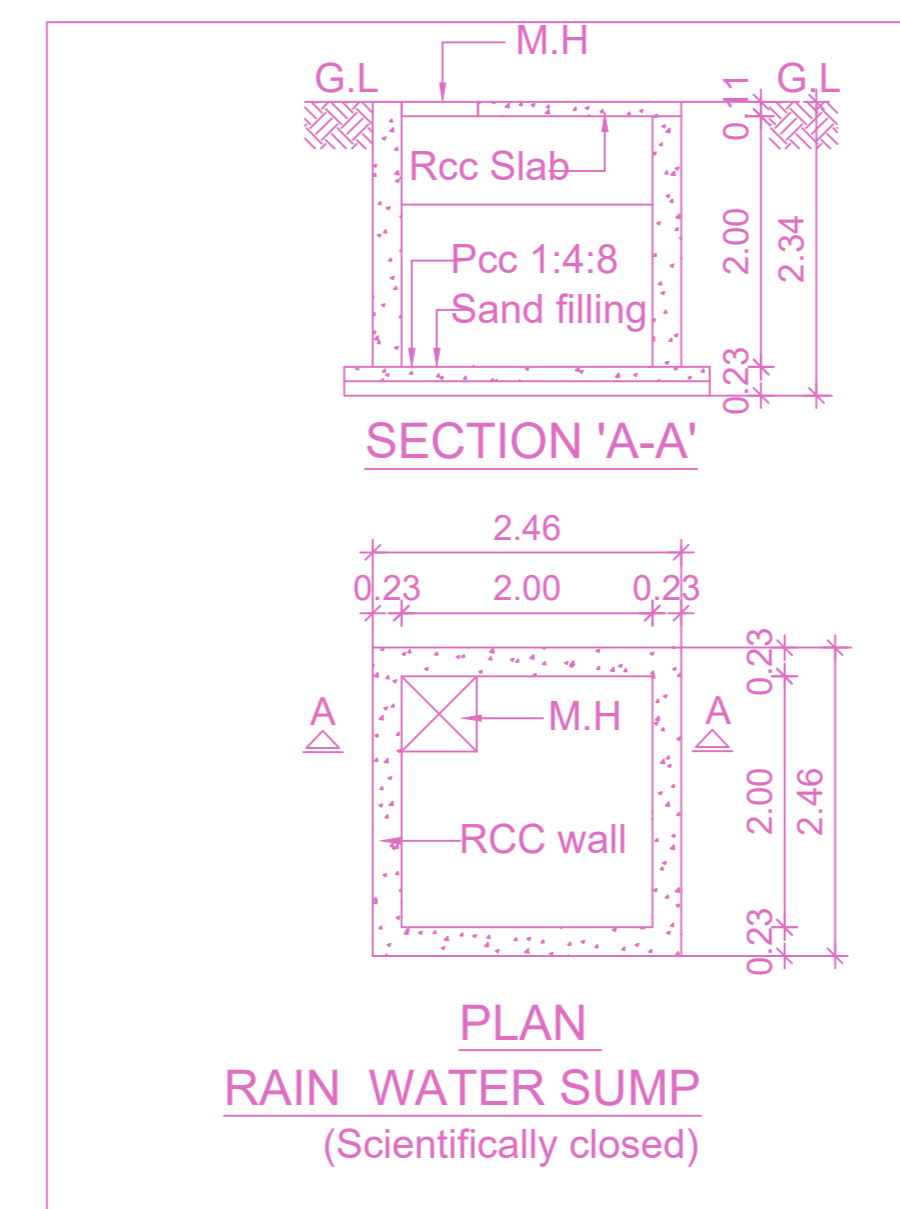 M.H
G.L
G.L
0.11
Rcc Slab
2.00
2.34
Pcc 1:4:8
Sand filling
0.23
SECTION 'A-A'
2.46
0.23 2.00 0.23
0.23
A
M.H
A
2.00
2.46
RCC wall
0.23
PLAN
RAIN WATER SUMP
(Scientifically closed)